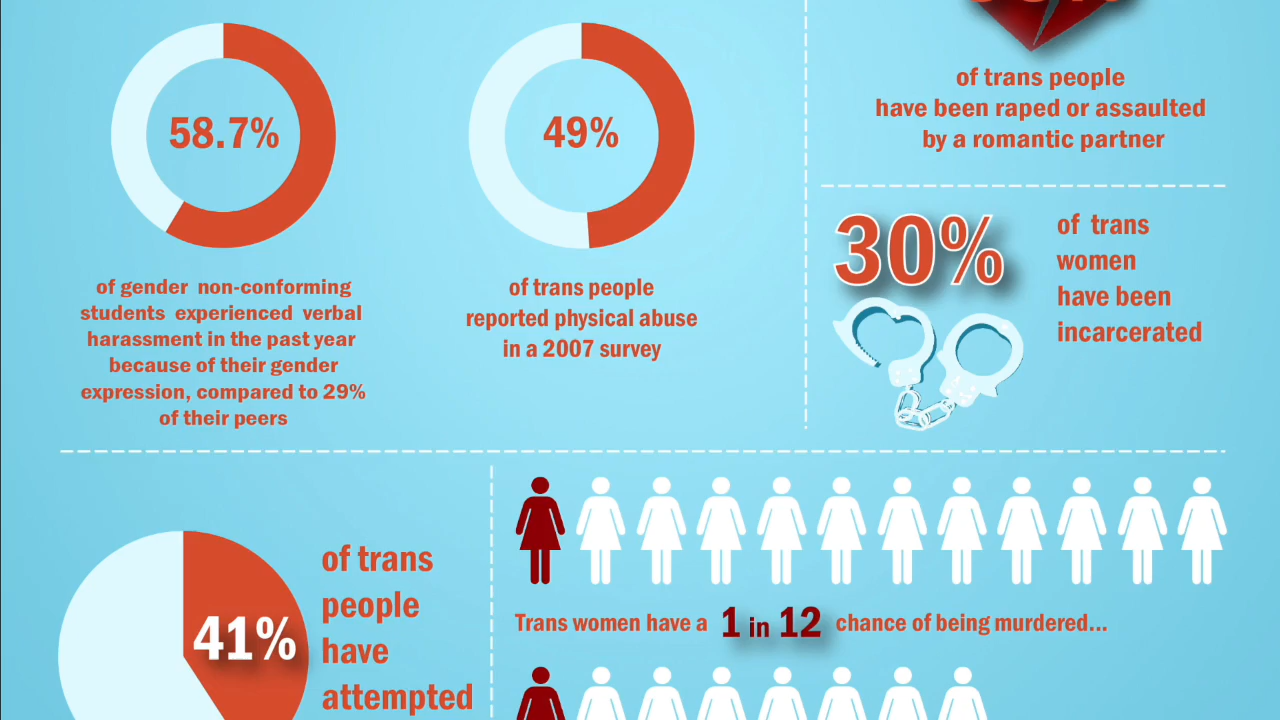 58.7%
of gender non-conforming
students experienced verbal
harassment in the past year
because of their gender
expression, compared to 29%
of their peers
49%
of trans people
reported physical abuse
in a 2007 survey
of trans people
have been raped or assaulted
by a romantic partner
30%
of trans
women
have been
incarcerated
41%
of trans
people
have
attempted
Trans women have a 1 in 12 chance of being murdered...